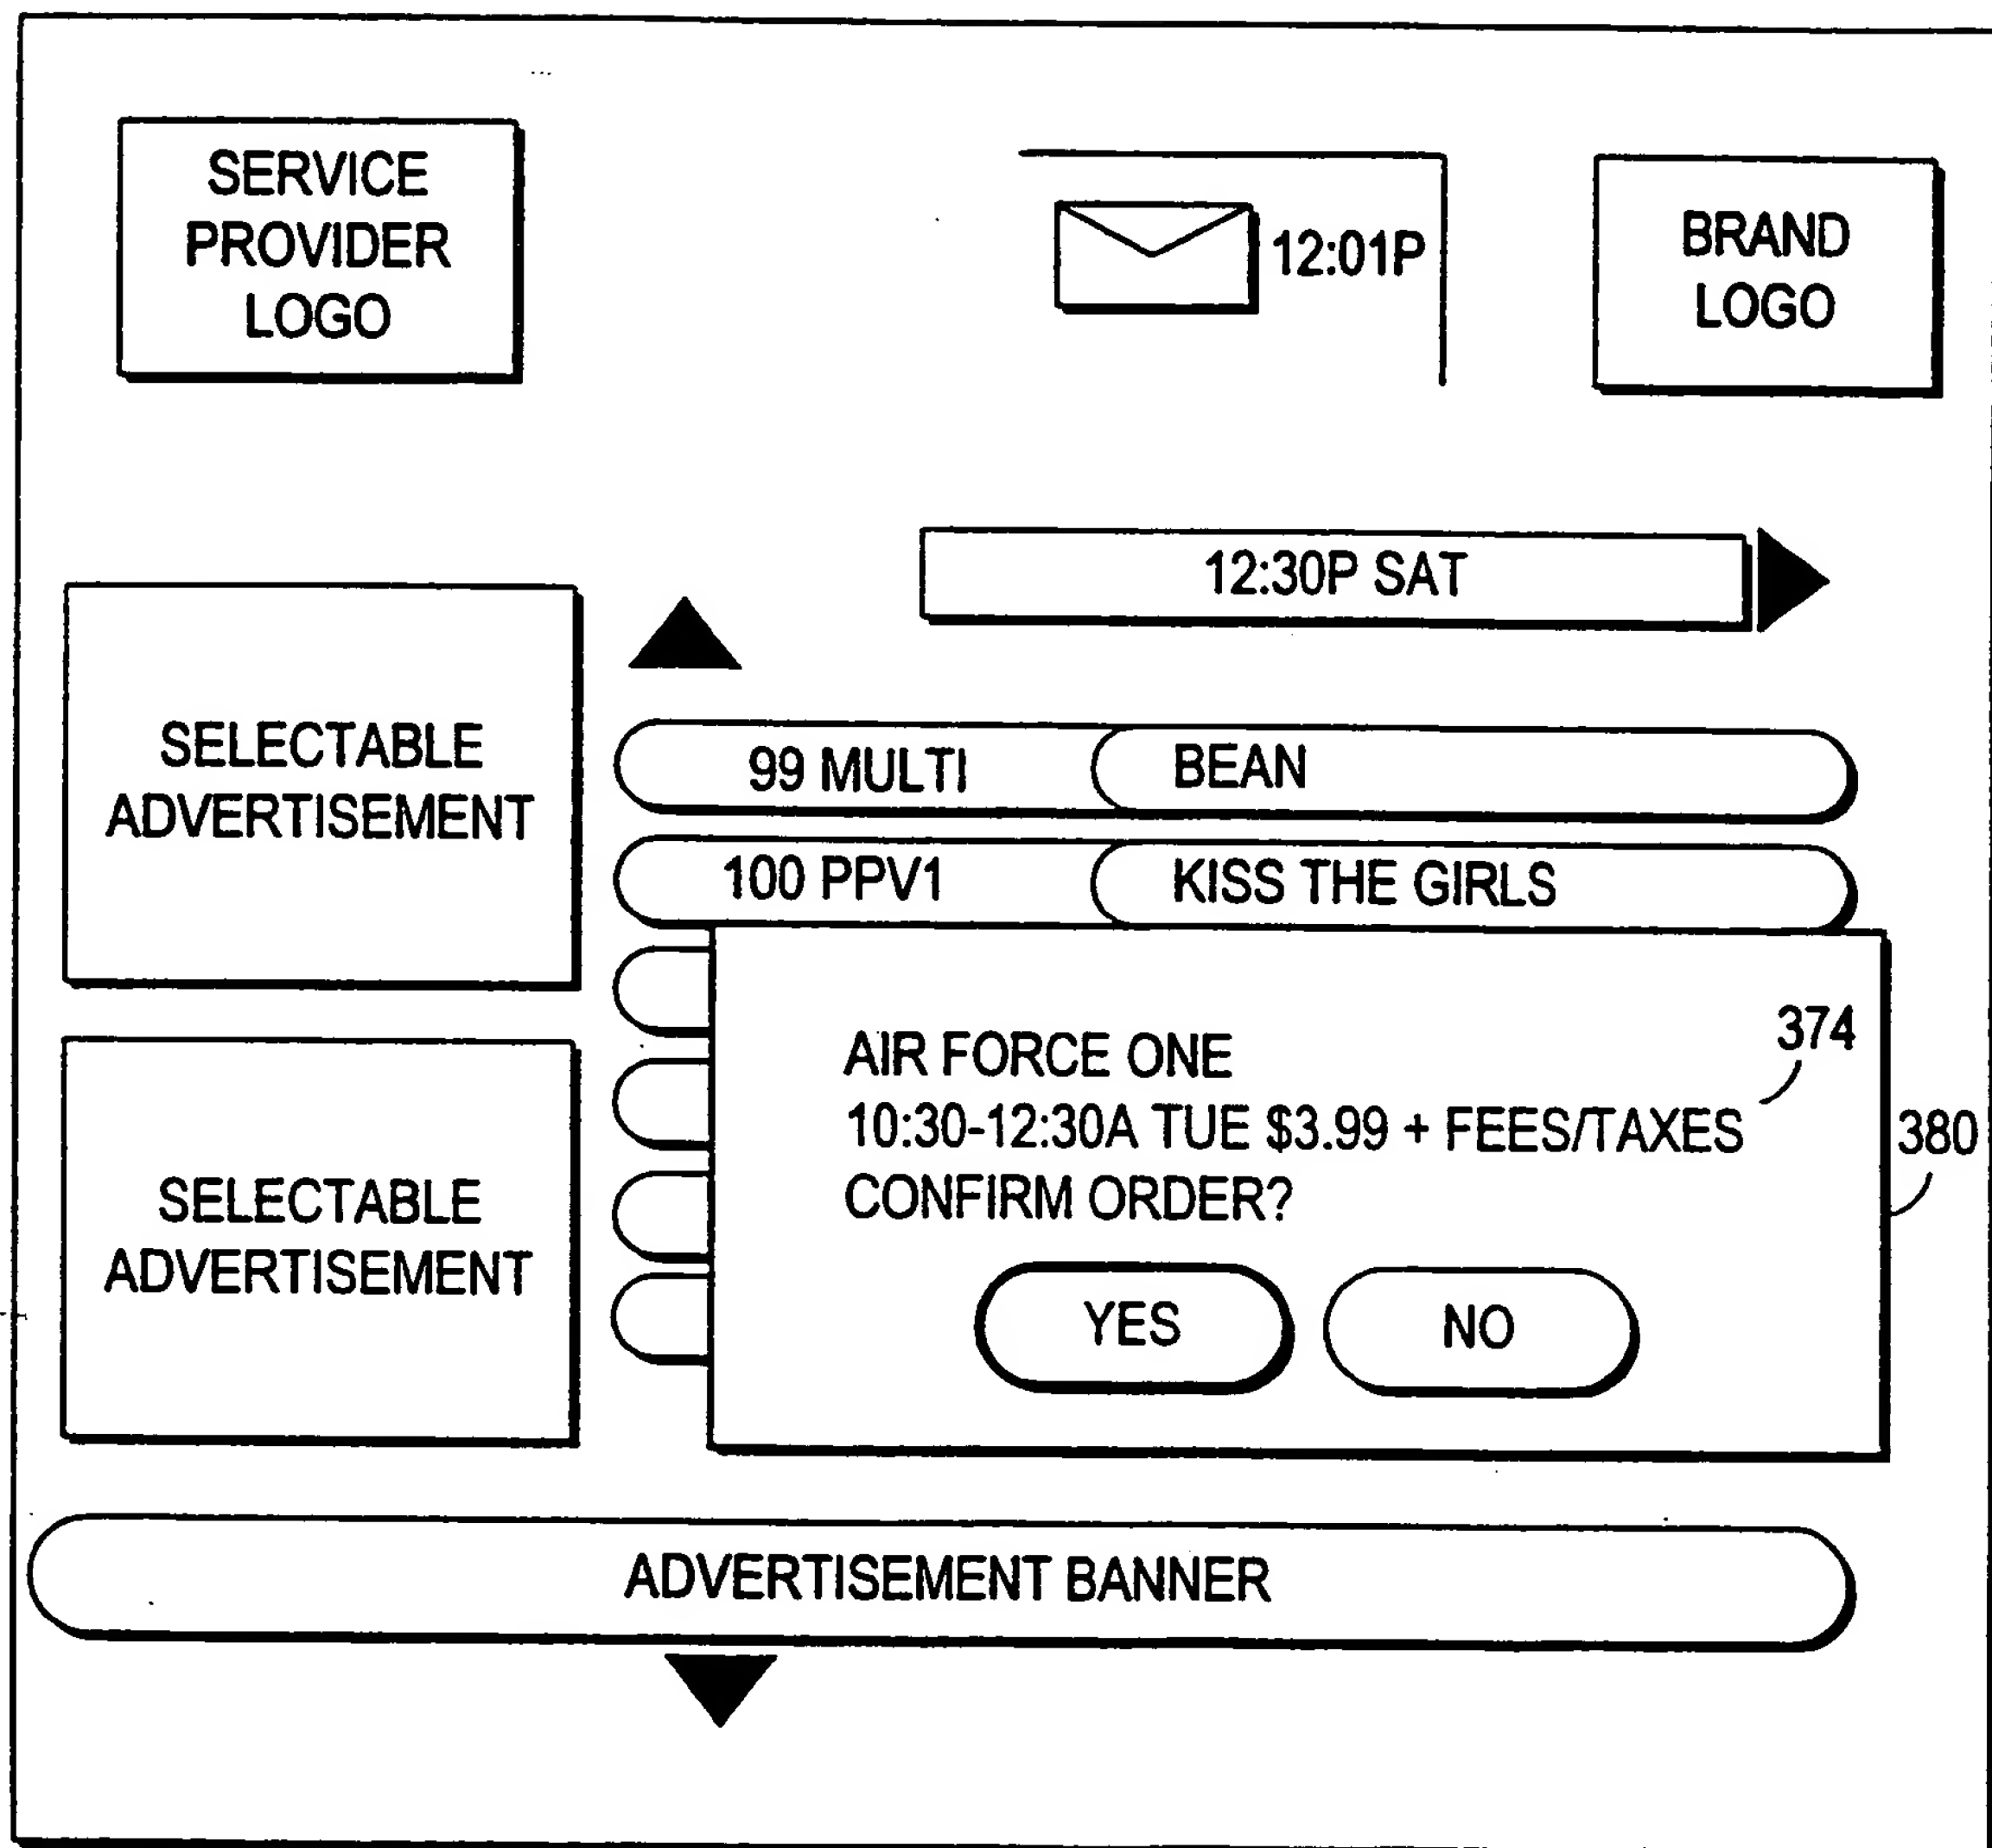 SERVICE
PROVIDER
LOGO
12:01P
BRAND
LOGO
12:30P SAT
SELECTABLE
ADVERTISEMENT
99 MULTI BEAN
100 PPV1 KISS THE GIRLS
374
AIR FORCE ONE
10:30-12:30A TUE $3.99 + FEES/TAXES
380
CONFIRM ORDER?
YES NO
SELECTABLE
ADVERTISEMENT
ADVERTISEMENT BANNER